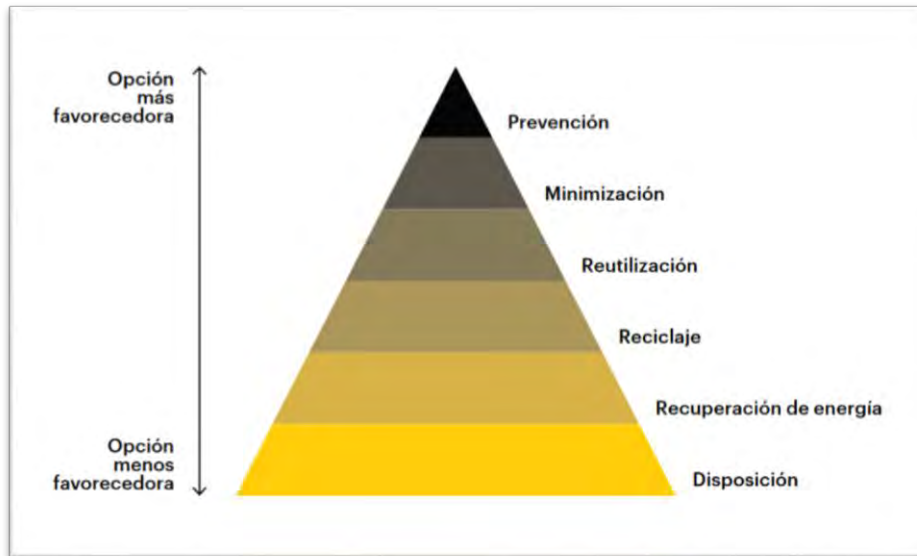 Opción
más
favorecedora
Prevención
Minimización
Reutilización
Reciclaje
Recuperación de energía
Opción
menos
favorecedora
Disposición